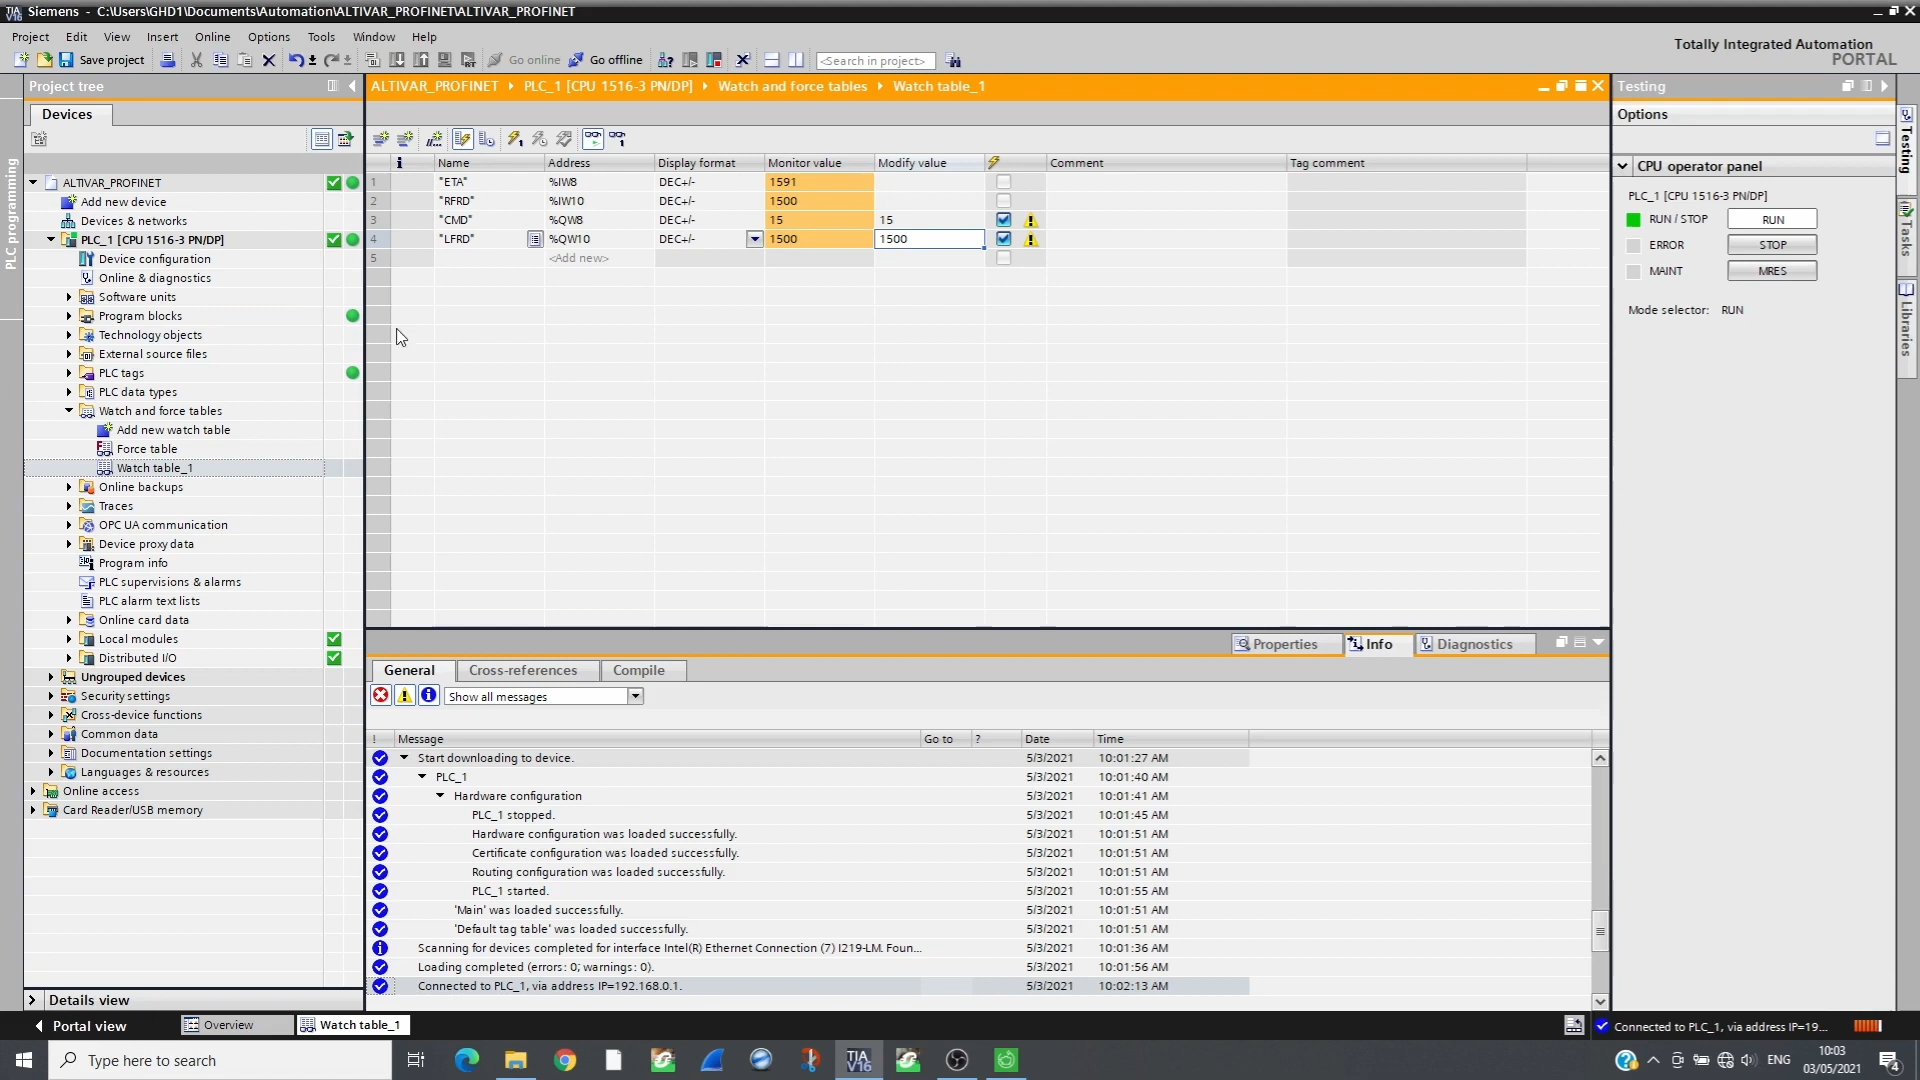 Siemens - C:\Users\GHD1\Documents\Automation\ALTIVAR_PROFINET\ALTIVAR_PROFINET
Project Edit View Insert Online Options Tools Window Help
Totally Integrated Automation
PORTAL
Save project Go online Go offline <Search in project>
Project tree
ALTIVAR_PROFINET PLC_1 [CPU 1516-3 PN/DP] Watch and force tables Watch table_1
Testing
Devices
Options
PLC programming
Testing
Tasks
Libraries
ALTIVAR_PROFINET
Add new device
Devices & networks
PLC_1 [CPU 1516-3 PN/DP]
Device configuration
Online & diagnostics
Software units
Program blocks
Technology objects
External source files
PLC tags
PLC data types
Watch and force tables
Add new watch table
Force table
Watch table_1
Online backups
Traces
OPC UA communication
Device proxy data
Program info
PLC supervisions & alarms
PLC alarm text lists
Online card data
Local modules
Distributed I/O
Ungrouped devices
Security settings
Cross-device functions
Common data
Documentation settings
Languages & resources
Online access
Card Reader/USB memory
Details view
i Name Address Display format Monitor value Modify value Comment Tag comment
1 "ETA" %IW8 DEC+/- 1591
2 "RFRD" %IW10 DEC+/- 1500
3 "CMD" %QW8 DEC+/- 15 15
4 "LFRD" %QW10 DEC+/- 1500 1500
5 <Add new>
CPU operator panel
PLC_1 [CPU 1516-3 PN/DP]
RUN / STOP RUN
ERROR STOP
MAINT MRES
Mode selector: RUN
Properties Info Diagnostics
General Cross-references Compile
Show all messages
! Message Go to ? Date Time
Start downloading to device. 5/3/2021 10:01:27 AM
PLC_1 5/3/2021 10:01:40 AM
Hardware configuration 5/3/2021 10:01:41 AM
PLC_1 stopped. 5/3/2021 10:01:45 AM
Hardware configuration was loaded successfully. 5/3/2021 10:01:51 AM
Certificate configuration was loaded successfully. 5/3/2021 10:01:51 AM
Routing configuration was loaded successfully. 5/3/2021 10:01:51 AM
PLC_1 started. 5/3/2021 10:01:55 AM
'Main' was loaded successfully. 5/3/2021 10:01:51 AM
'Default tag table' was loaded successfully. 5/3/2021 10:01:51 AM
Scanning for devices completed for interface Intel(R) Ethernet Connection (7) I219-LM. Foun... 5/3/2021 10:01:36 AM
Loading completed (errors: 0; warnings: 0). 5/3/2021 10:01:56 AM
Connected to PLC_1, via address IP=192.168.0.1. 5/3/2021 10:02:13 AM
Portal view Overview Watch table_1 Connected to PLC_1, via address IP=19...
Type here to search
TIA V16
ENG
10:03
03/05/2021
4